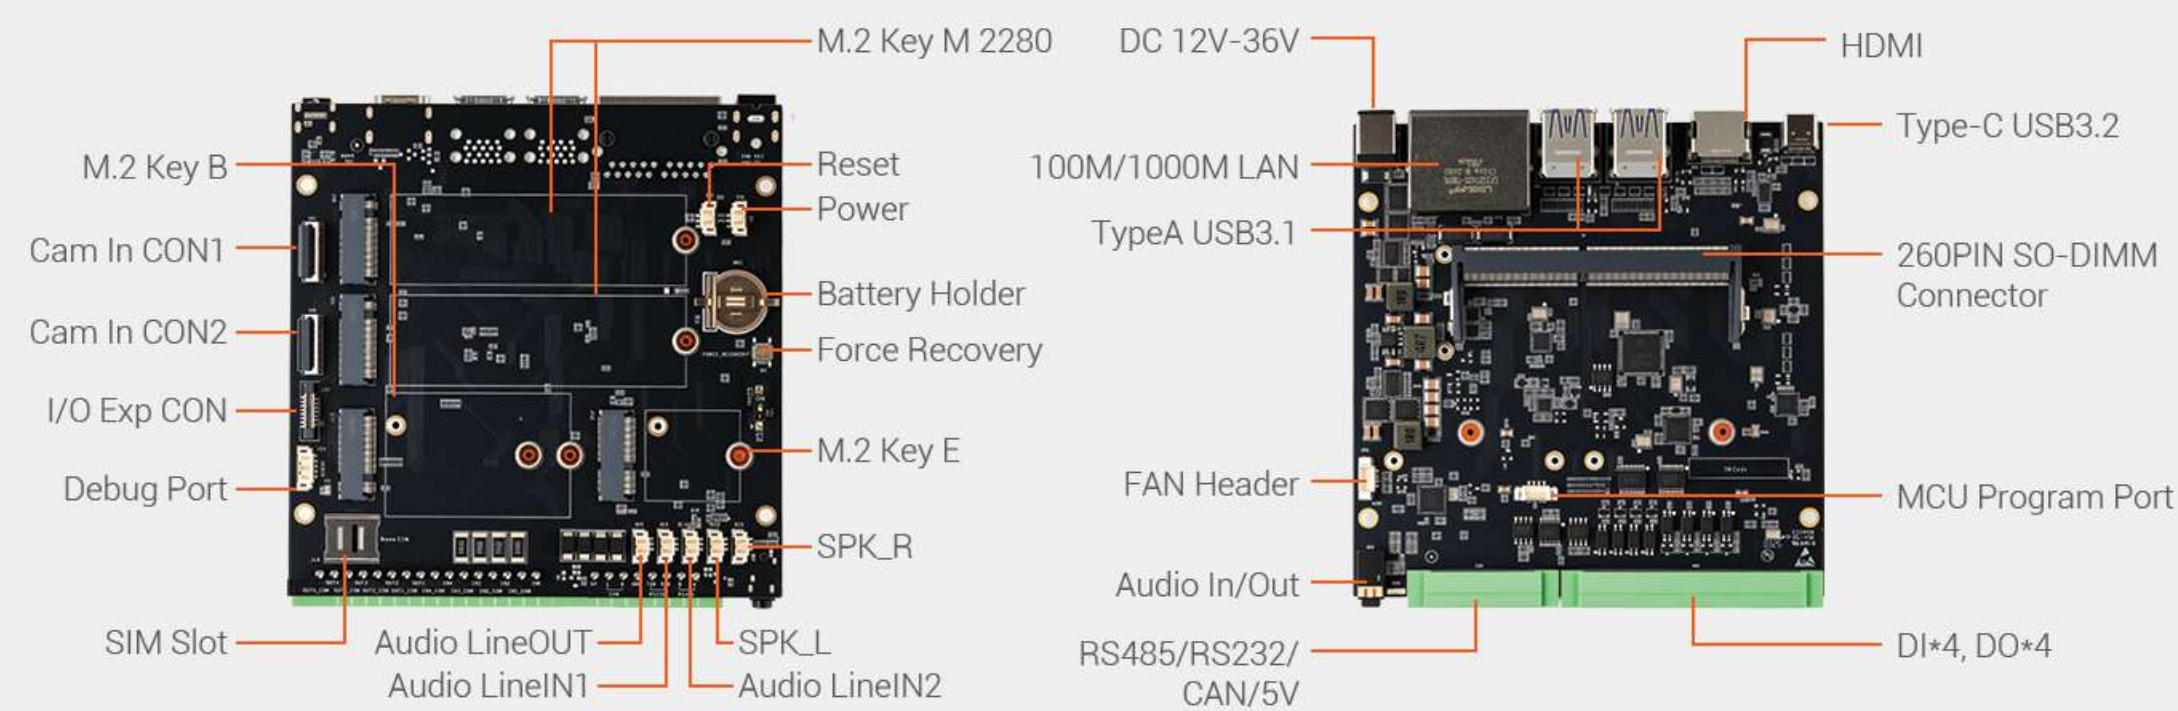 M.2 Key M 2280
M.2 Key B
Reset
Power
Cam In CON1
Battery Holder
Cam In CON2
Force Recovery
I/O Exp CON
M.2 Key E
Debug Port
SPK_R
SIM Slot
Audio LineOUT
SPK_L
Audio LineIN1
Audio LineIN2
DC 12V-36V
HDMI
Type-C USB3.2
100M/1000M LAN
TypeA USB3.1
260PIN SO-DIMM
Connector
FAN Header
MCU Program Port
Audio In/Out
RS485/RS232/
CAN/5V
DI*4, DO*4